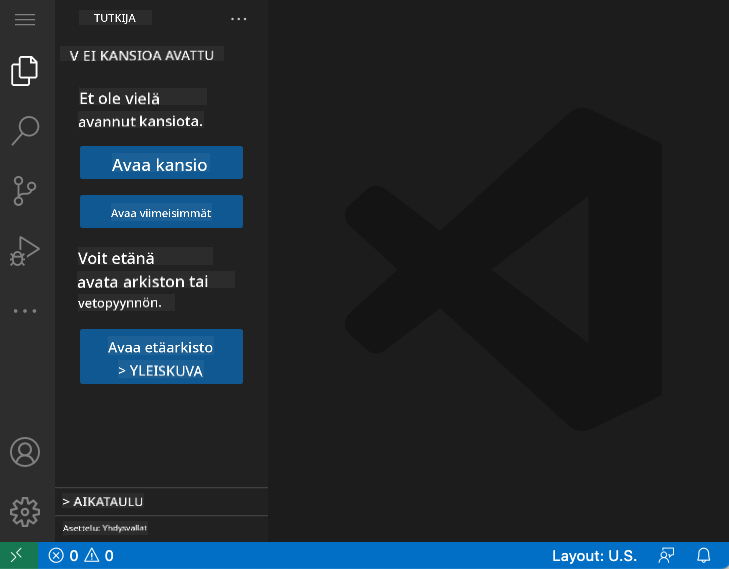 TUTKIJA
V EI KANSIOA AVATTU
Et ole vielä
avannut kansiota.
Avaa kansio
Avaa viimeisimmät
Voit etänä
avata arkiston tai
vetopyynnön.
Avaa etäarkisto
> YLEISKUVA
> AIKATAULU
Asettelu: Yhdysvallat
0 0 Layout: U.S.